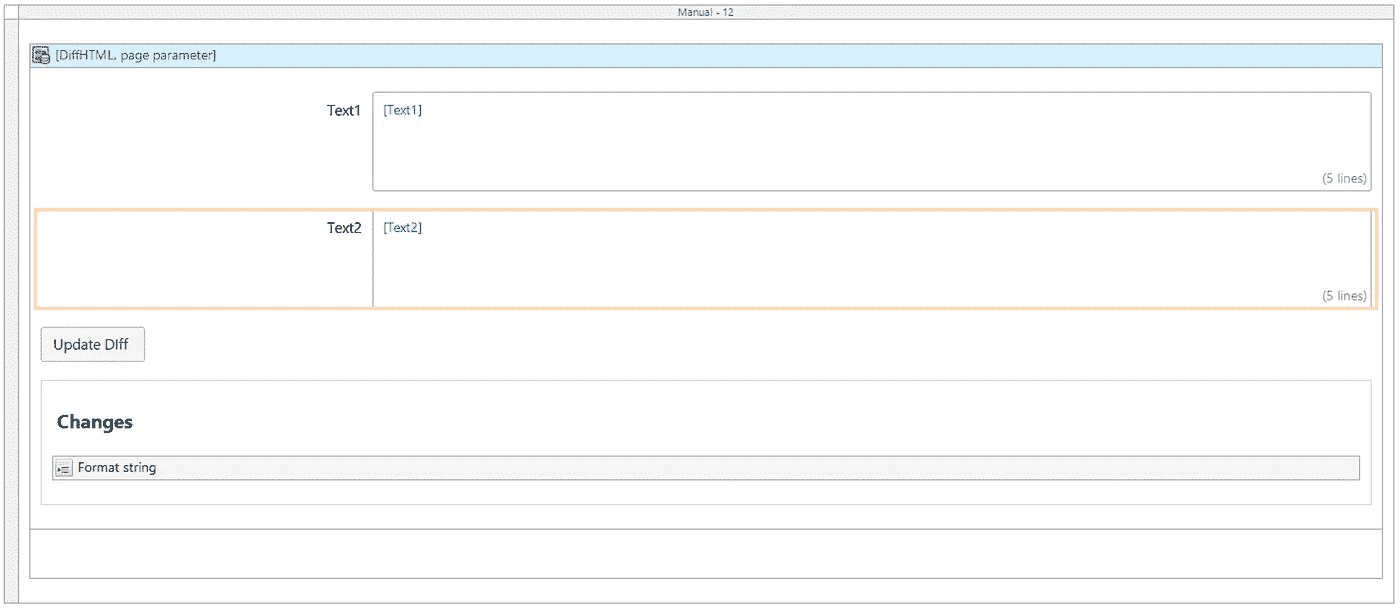 Manual - 12
[DiffHTML, page parameter]
Text1
[Text1]
(5 lines)
Text2
[Text2]
(5 lines)
Update DIff
Changes
Format string